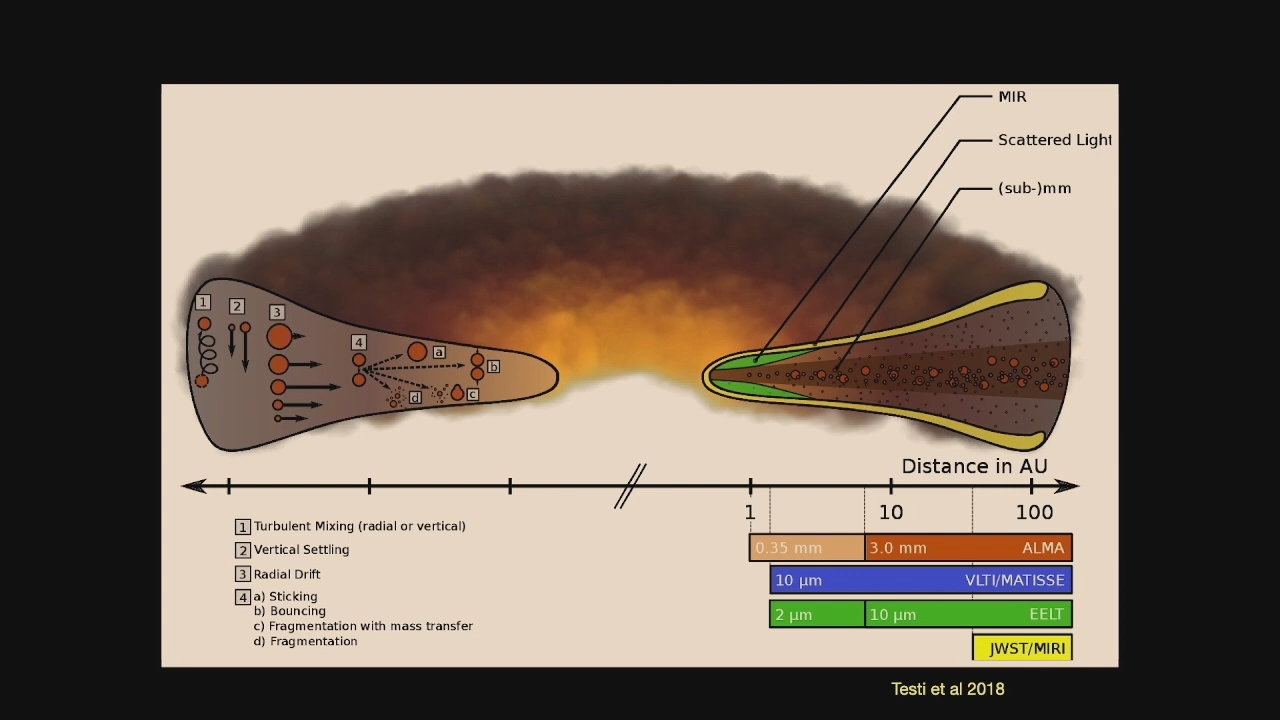 MIR
Scattered Light
(sub-)mm
1
2
3
4
a
b
c
d
Distance in AU
1
10
100
1 Turbulent Mixing (radial or vertical)
2 Vertical Settling
3 Radial Drift
4 a) Sticking
b) Bouncing
c) Fragmentation with mass transfer
d) Fragmentation
0.35 mm 3.0 mm ALMA
10 µm VLTI/MATISSE
2 µm 10 µm EELT
JWST/MIRI
Testi et al 2018